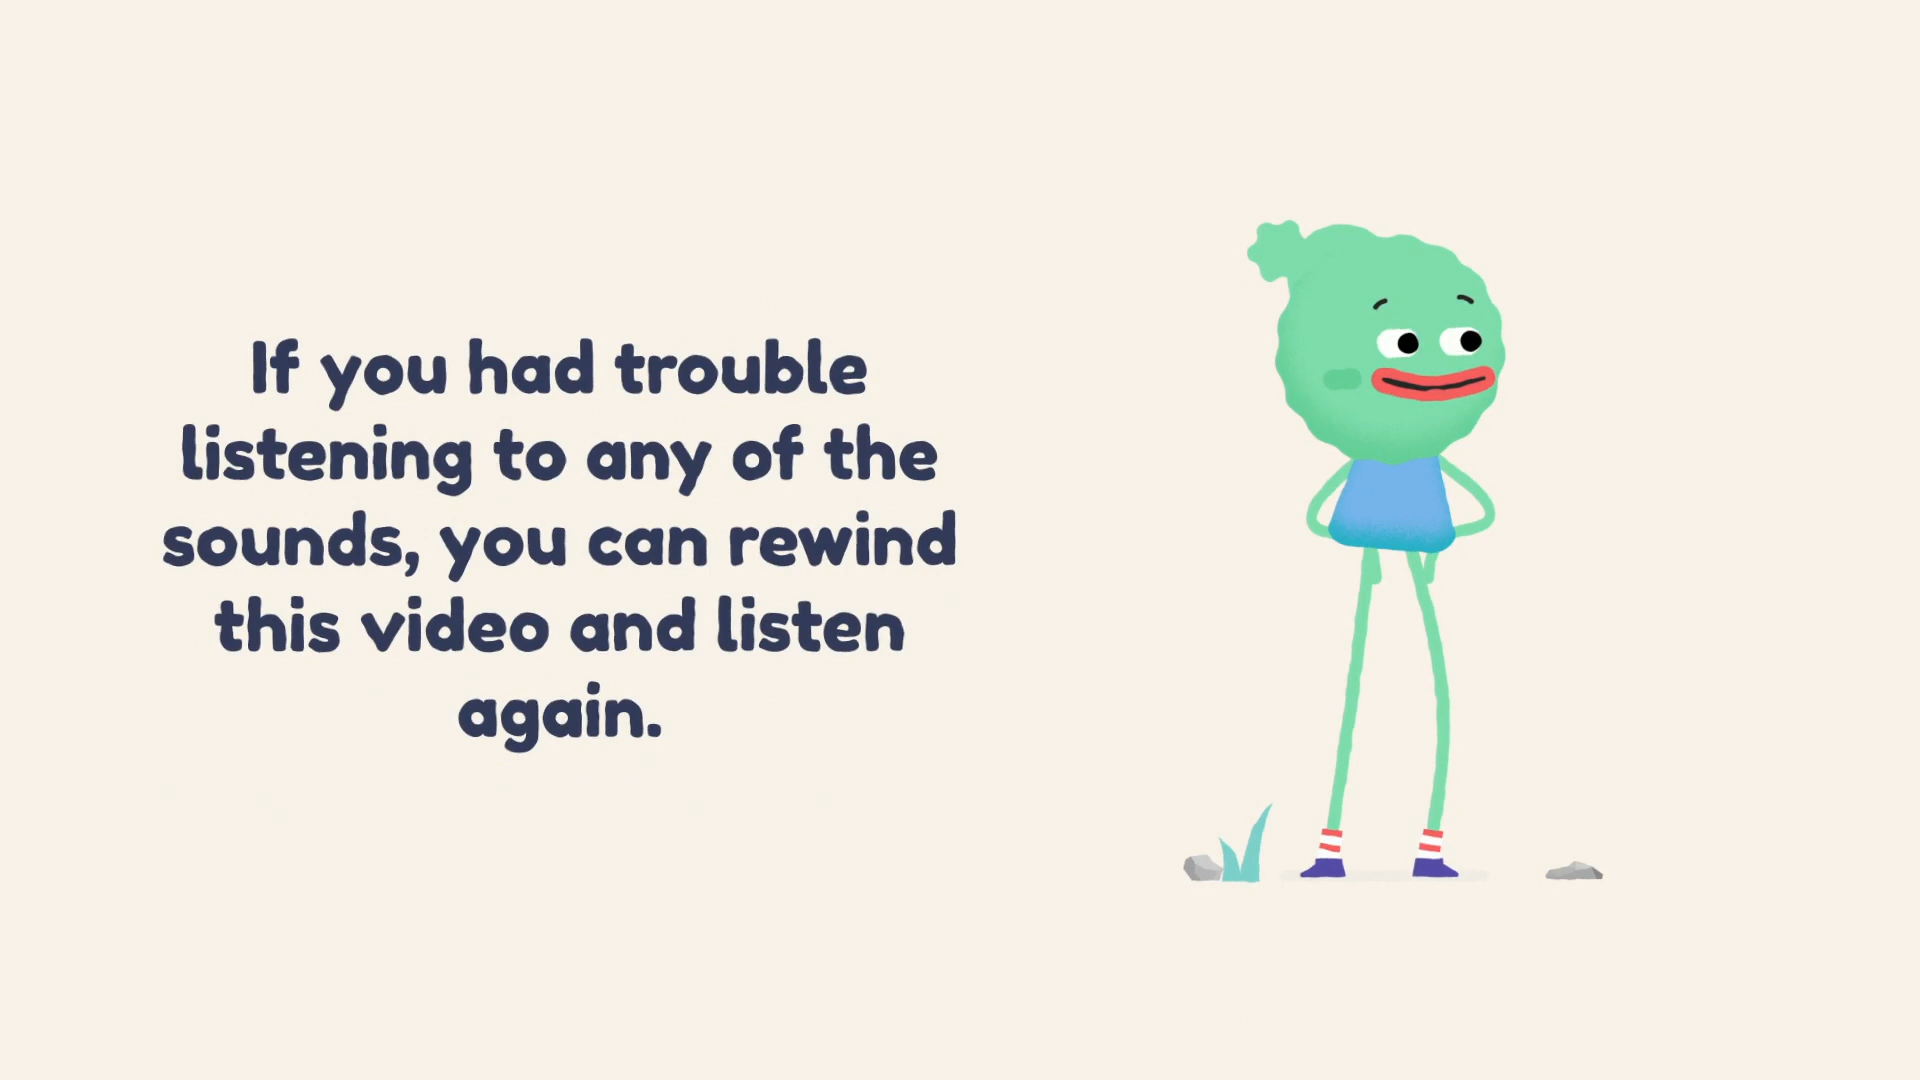 If you had trouble
listening to any of the
sounds, you can rewind
this video and listen
again.